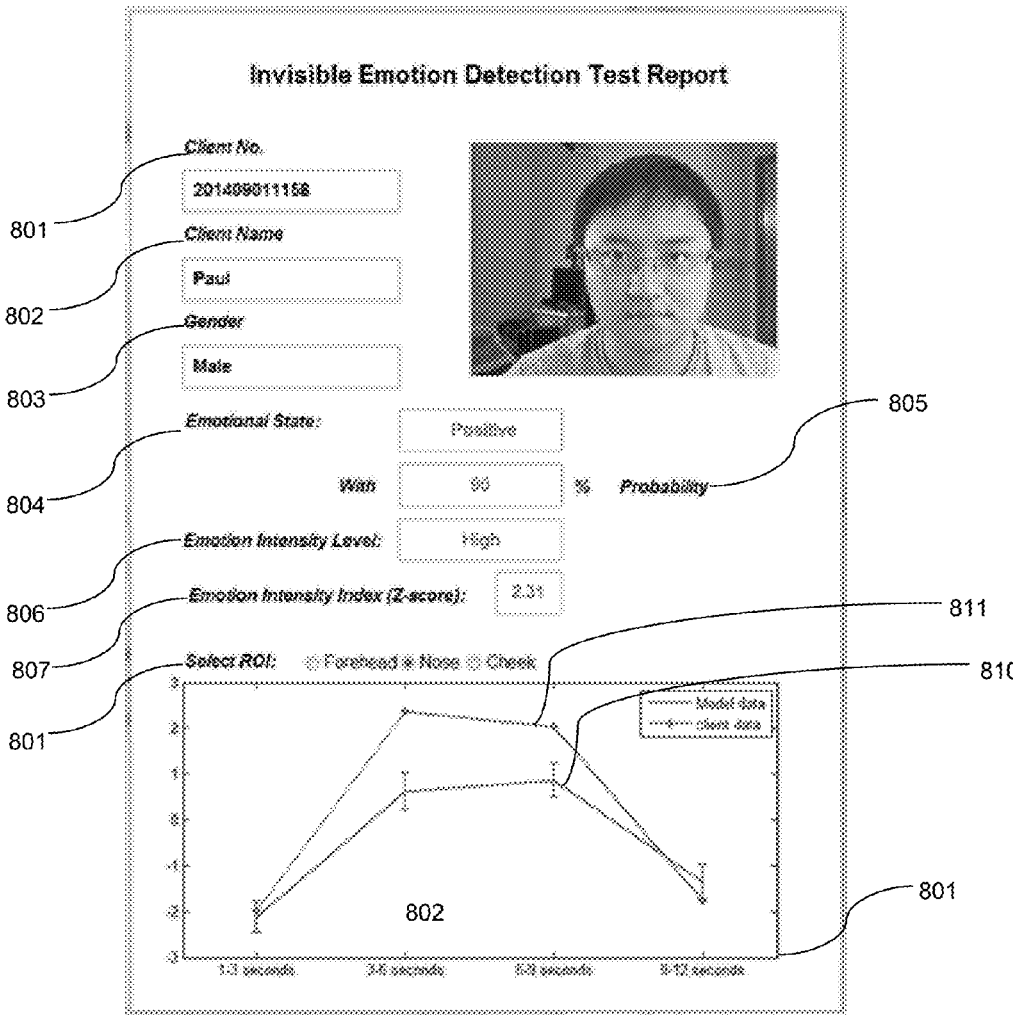 Invisible Emotion Detection Test Report
Client No.
201409011158
801
Client Name
Paul
802
Gender
Male
803
Emotional State:
Positive
805
804
With
90
%
Probability
Emotion Intensity Level:
High
806
Emotion Intensity Index (Z-score):
2.31
811
807
Select ROI:
Forehead
Nose
Cheek
810
801
Model data
client data
3
2
1
0
-1
-2
-3
802
801
1-3 seconds
3-6 seconds
6-9 seconds
9-12 seconds